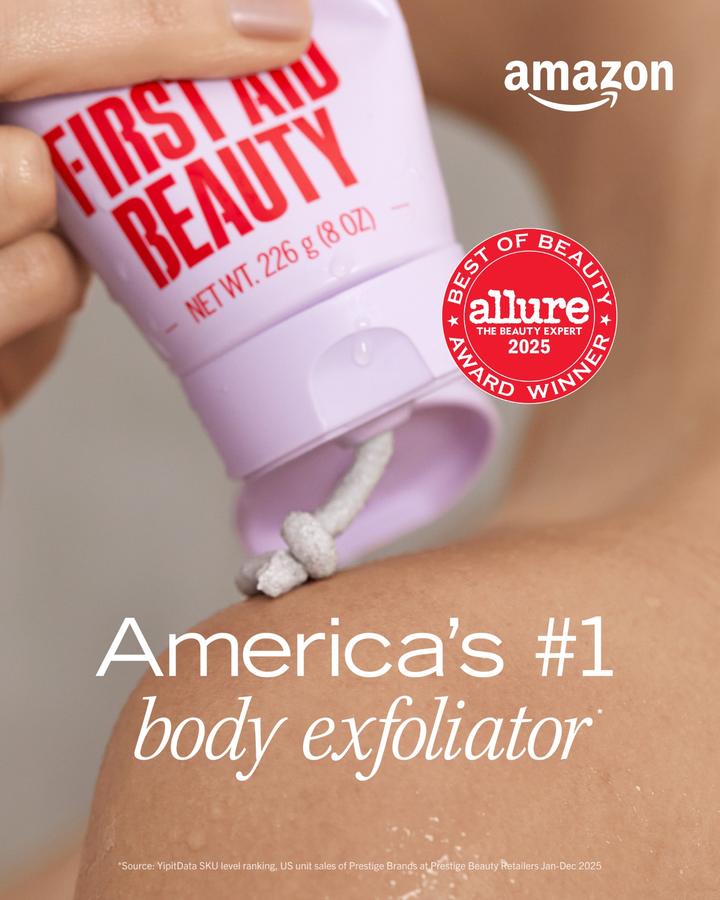 amazon
FIRST AID
BEAUTY
NET WT. 226 g (8 OZ)
BEST OF BEAUTY
allure
THE BEAUTY EXPERT
2025
AWARD WINNER
America's #1
body exfoliator*
*Source: YipitData SKU level ranking, US unit sales of Prestige Brands at Prestige Beauty Retailers Jan-Dec 2025